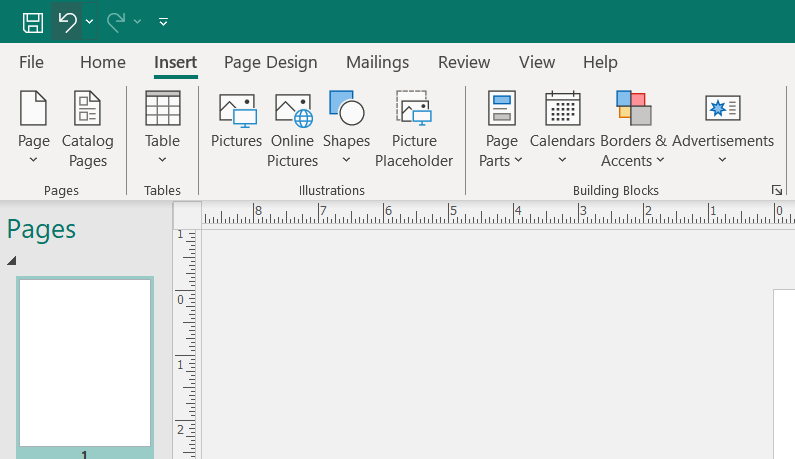 File Home Insert Page Design Mailings Review View Help
Page Catalog Pages Table Pictures Online Pictures Shapes Picture Placeholder Page Parts Calendars Borders & Accents Advertisements
Pages Tables Illustrations Building Blocks
8 7 6 5 4 3 2 1 0
Pages
1
0
1
2
1